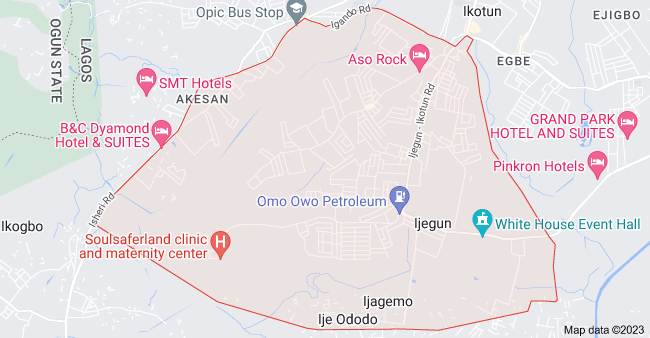 Opic Bus Stop
Igando Rd
Ikotun
EJIGBO
OGUN STATE
LAGOS
Aso Rock
EGBE
SMT Hotels
AKESAN
Ijegun - Ikotun Rd
GRAND PARK
HOTEL AND SUITES
B&C Dyamond
Hotel & SUITES
Pinkron Hotels
Isheri Rd
Omo Owo Petroleum
Ikogbo
Ijegun
White House Event Hall
Soulsaferland clinic
and maternity center
H
Ijagemo
Ije Ododo
Map data ©2023